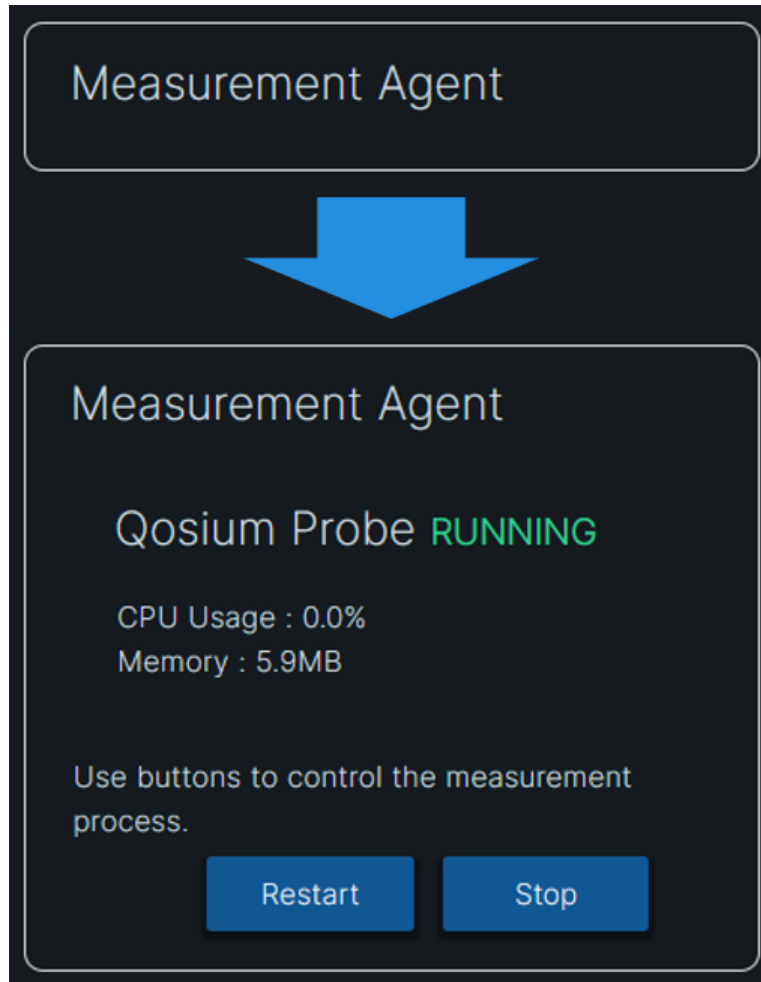 Measurement Agent
Measurement Agent
Qosium Probe RUNNING
CPU Usage : 0.0%
Memory : 5.9MB
Use buttons to control the measurement
process.
Restart Stop